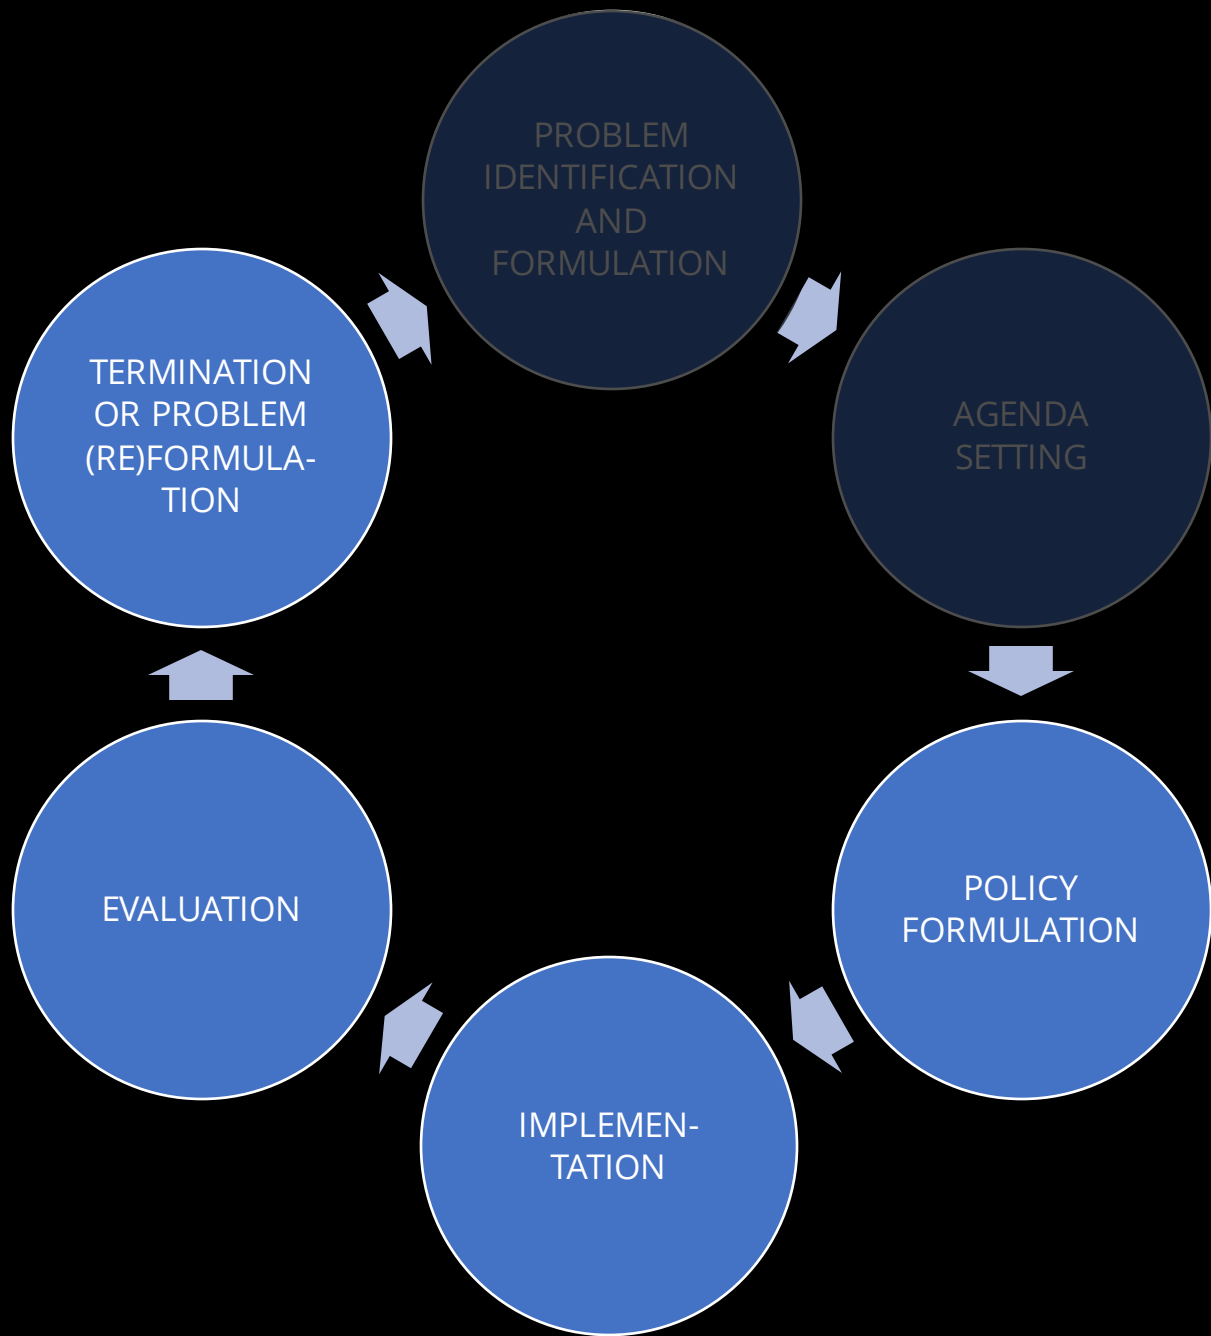 PROBLEM
IDENTIFICATION
AND
FORMULATION
AGENDA
SETTING
POLICY
FORMULATION
IMPLEMEN-
TATION
EVALUATION
TERMINATION
OR PROBLEM
(RE)FORMULA-
TION